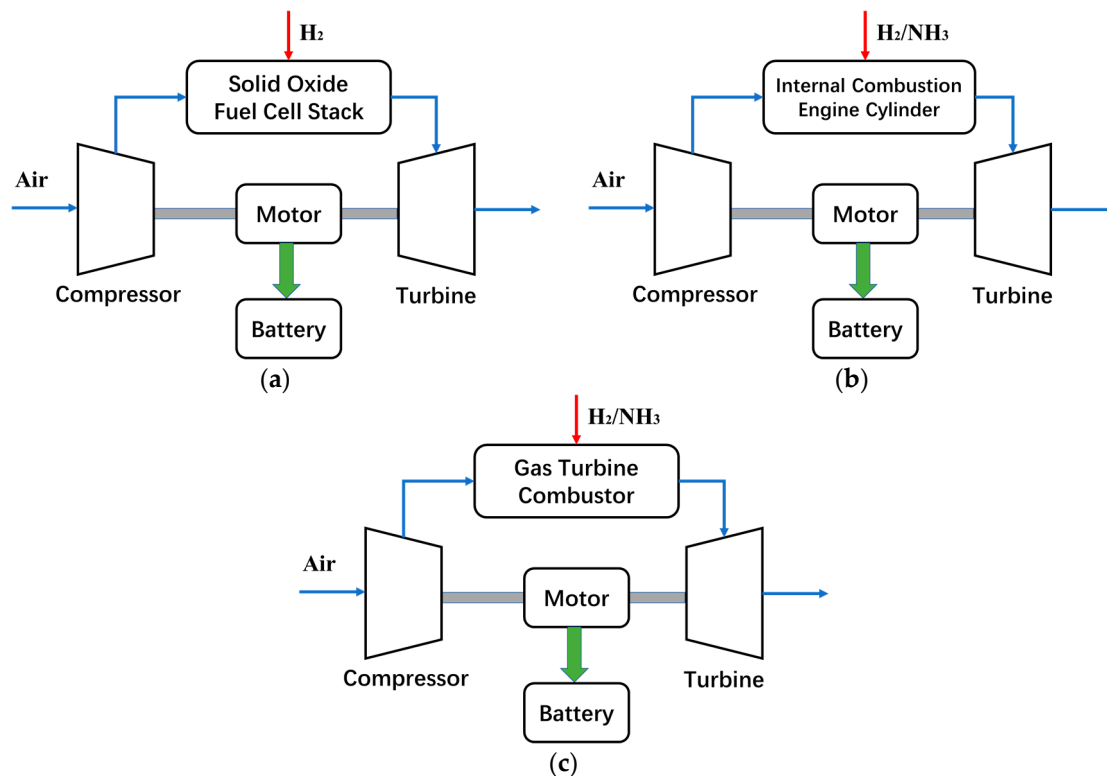 H₂
Solid Oxide
Fuel Cell Stack
Air
Motor
Compressor
Turbine
Battery
(a)
H₂/NH₃
Internal Combustion
Engine Cylinder
Air
Motor
Compressor
Turbine
Battery
(b)
H₂/NH₃
Gas Turbine
Combustor
Air
Motor
Compressor
Turbine
Battery
(c)